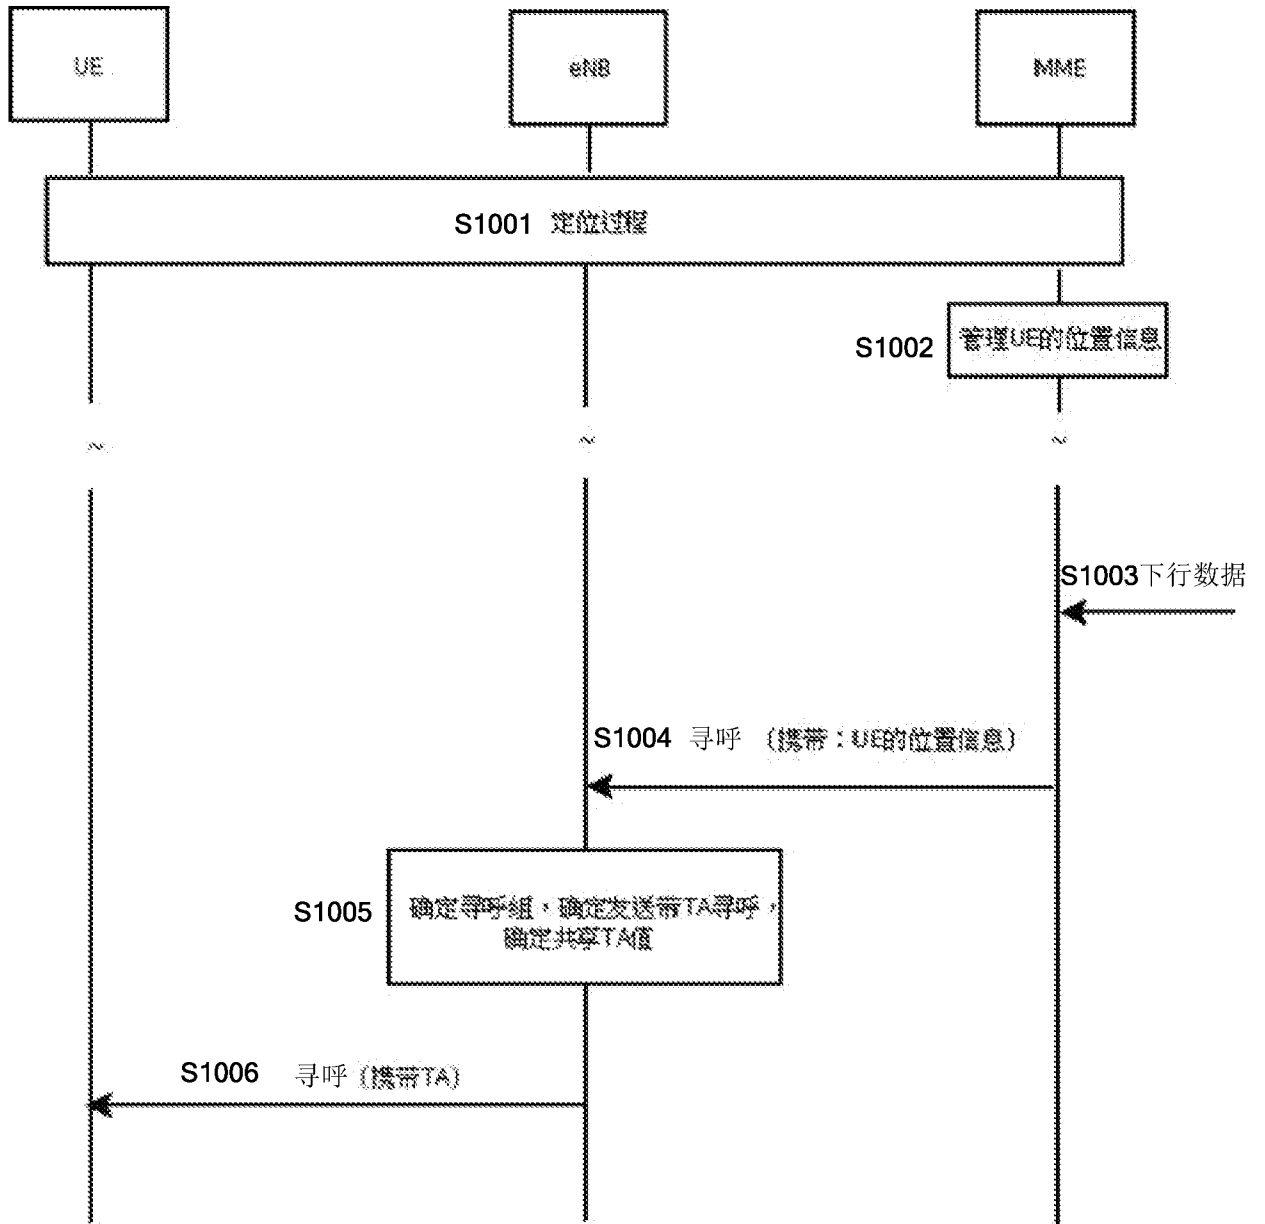 UE
eNB
MME
S1001 定位过程
S1002
管理UE的位置信息
~
~
~
S1003下行数据
S1004 寻呼 (携带：UE的位置信息)
S1005
确定寻呼组，确定发送带TA寻呼，
确定共享TA值
S1006 寻呼 (携带TA)